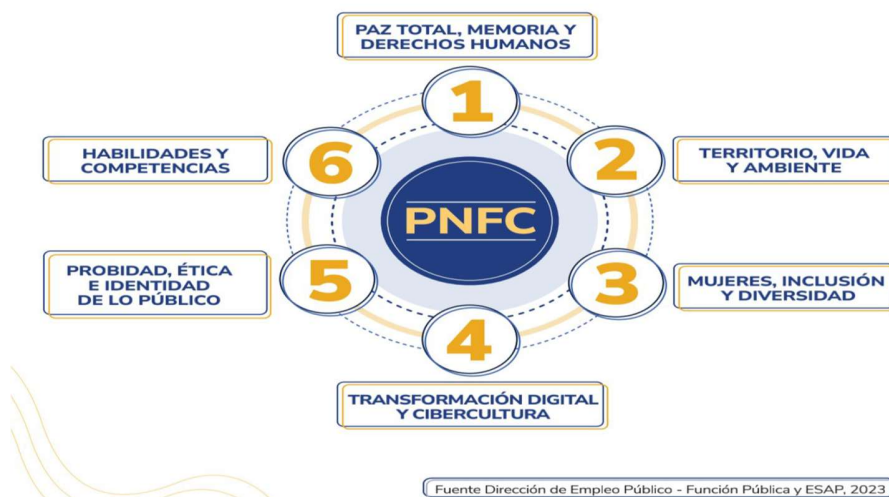 PAZ TOTAL, MEMORIA Y
DERECHOS HUMANOS
1
2
TERRITORIO, VIDA
Y AMBIENTE
3
MUJERES, INCLUSIÓN
Y DIVERSIDAD
4
TRANSFORMACIÓN DIGITAL
Y CIBERCULTURA
5
PROBIDAD, ÉTICA
E IDENTIDAD
DE LO PÚBLICO
6
HABILIDADES Y
COMPETENCIAS
PNFC
Fuente Dirección de Empleo Público - Función Pública y ESAP, 2023